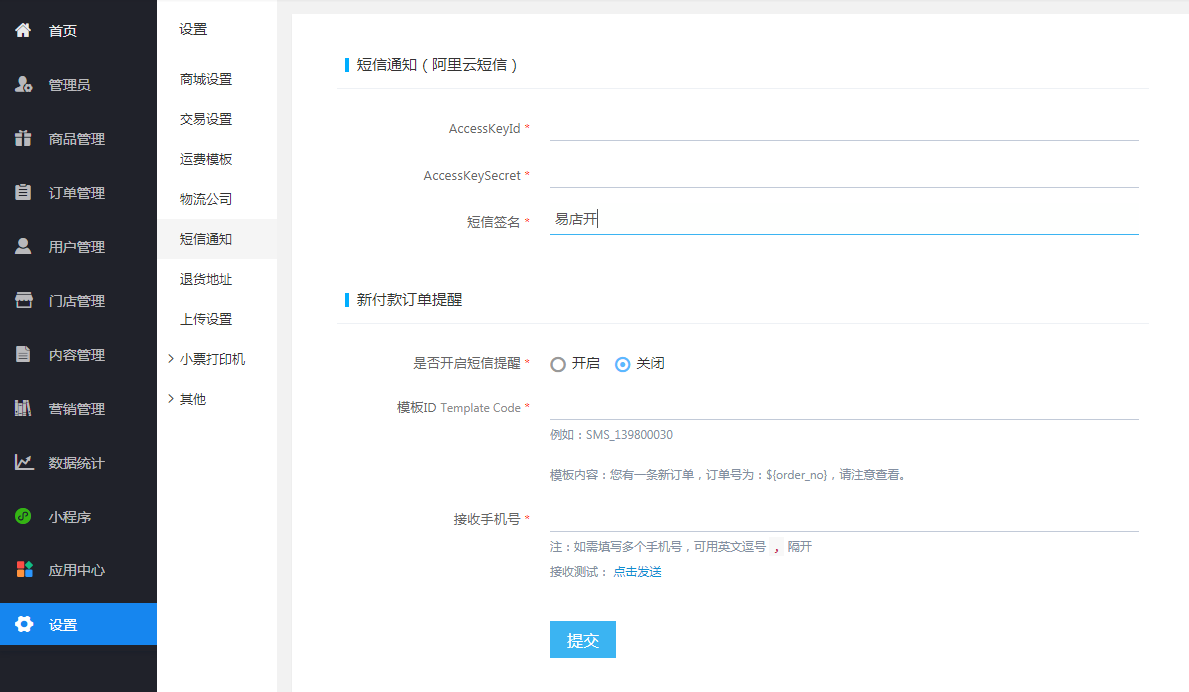 首页
管理员
商品管理
订单管理
用户管理
门店管理
内容管理
营销管理
数据统计
小程序
应用中心
设置
设置
商城设置
交易设置
运费模板
物流公司
短信通知
退货地址
上传设置
小票打印机
其他
短信通知（阿里云短信）
AccessKeyId *
AccessKeySecret *
短信签名 * 易店开
新付款订单提醒
是否开启短信提醒 * 开启 关闭
模板ID Template Code *
例如：SMS_139800030
模板内容：您有一条新订单，订单号为：${order_no}，请注意查看。
接收手机号 *
注：如需填写多个手机号，可用英文逗号 , 隔开
接收测试： 点击发送
提交